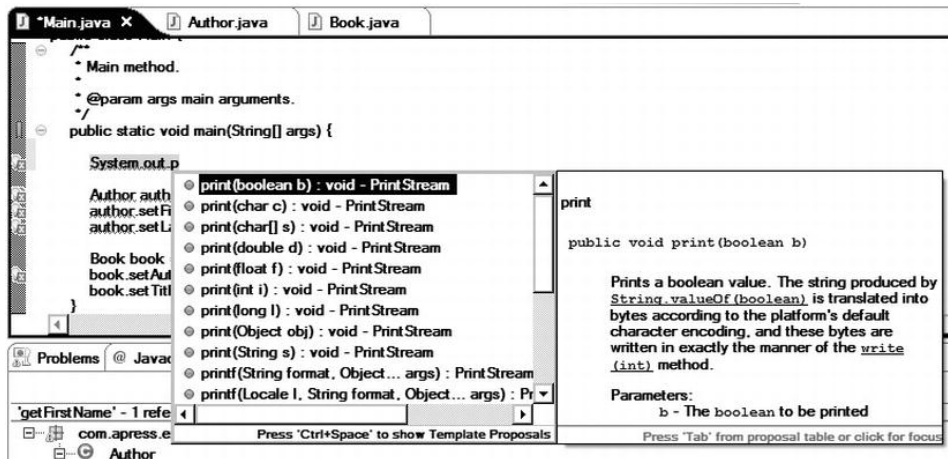 *Main.java X Author.java Book.java
public class Main {
/**
* Main method.
*
* @param args main arguments.
*/
public static void main(String[] args) {
System.out.p
Author auth
author.setFi
author.setLa
Book book
book.setAut
book.setTitl
}
print(boolean b) : void - PrintStream
print(char c) : void - PrintStream
print(char[] s) : void - PrintStream
print(double d) : void - PrintStream
print(float f) : void - PrintStream
print(int i) : void - PrintStream
print(long l) : void - PrintStream
print(Object obj) : void - PrintStream
print(String s) : void - PrintStream
printf(String format, Object... args) : PrintStream
printf(Locale l, String format, Object... args) : Pr
Press 'Ctrl+Space' to show Template Proposals
print
public void print(boolean b)
Prints a boolean value. The string produced by
String.valueOf(boolean) is translated into
bytes according to the platform's default
character encoding, and these bytes are
written in exactly the manner of the write
(int) method.
Parameters:
b - The boolean to be printed
Press 'Tab' from proposal table or click for focus
Problems @ Javad
'getFirstName' - 1 refe
com.apress.e
Author